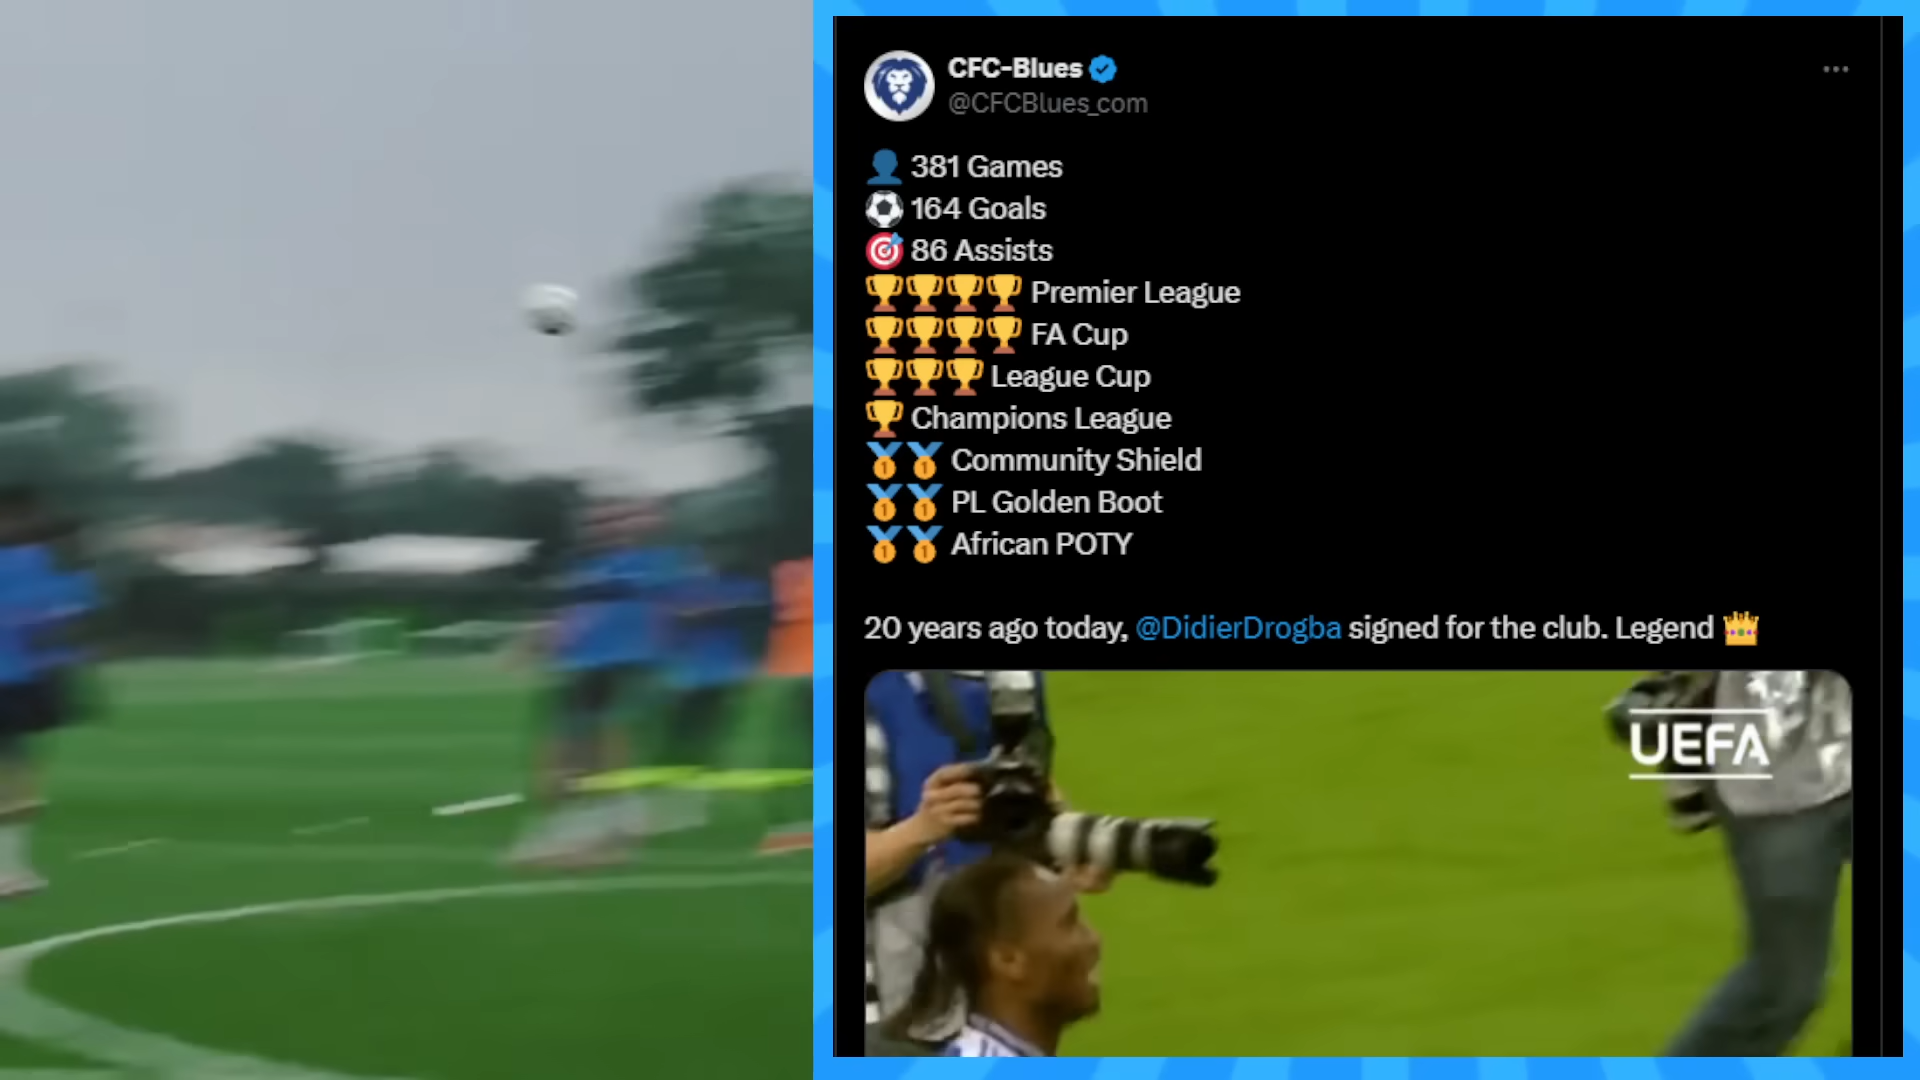 CFC-Blues
@CFCBlues_com
381 Games
164 Goals
86 Assists
Premier League
FA Cup
League Cup
Champions League
Community Shield
PL Golden Boot
African POTY
20 years ago today, @DidierDrogba signed for the club. Legend
UEFA